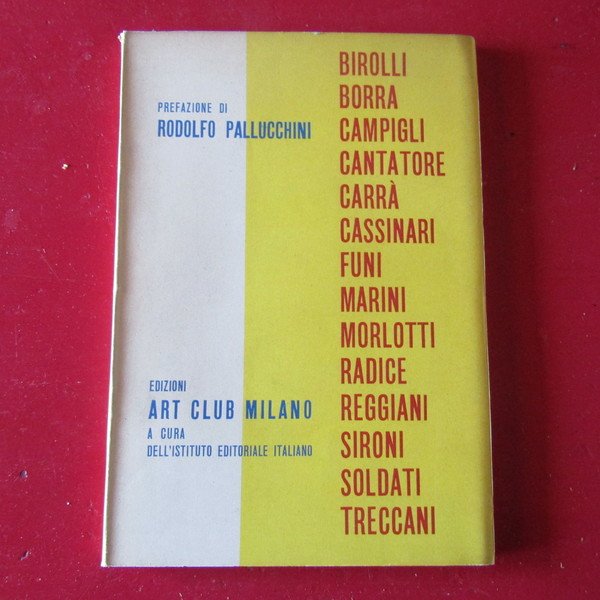 PREFAZIONE DI
RODOLFO PALLUCCHINI
EDIZIONI
ART CLUB MILANO
A CURA
DELL'ISTITUTO EDITORIALE ITALIANO
BIROLLI
BORRA
CAMPIGLI
CANTATORE
CARRÀ
CASSINARI
FUNI
MARINI
MORLOTTI
RADICE
REGGIANI
SIRONI
SOLDATI
TRECCANI